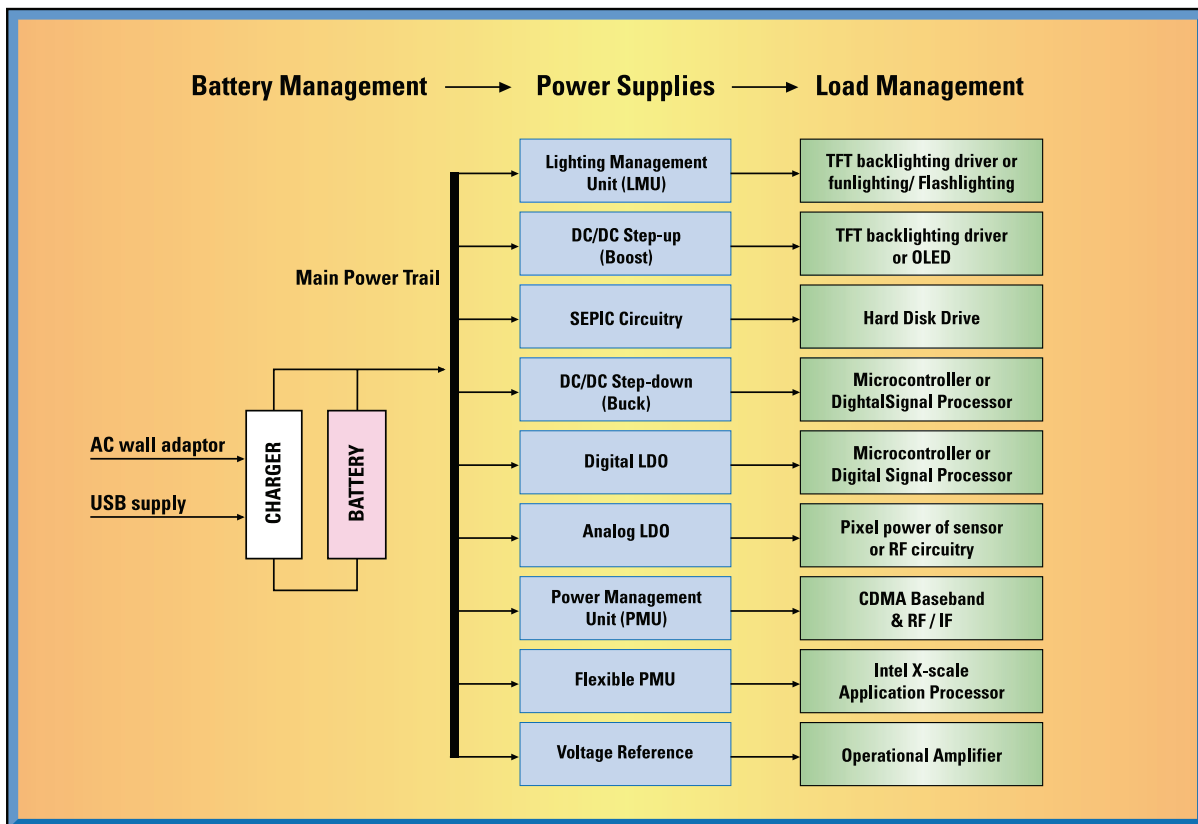 Battery Management
Power Supplies
Load Management
Main Power Trail
AC wall adaptor
USB supply
CHARGER
BATTERY
Lighting Management
Unit (LMU)
TFT backlighting driver or
funlighting/ Flashlighting
DC/DC Step-up
(Boost)
TFT backlighting driver
or OLED
SEPIC Circuitry
Hard Disk Drive
DC/DC Step-down
(Buck)
Microcontroller or
DightalSignal Processor
Digital LDO
Microcontroller or
Digital Signal Processor
Analog LDO
Pixel power of sensor
or RF circuitry
Power Management
Unit (PMU)
CDMA Baseband
& RF / IF
Flexible PMU
Intel X-scale
Application Processor
Voltage Reference
Operational Amplifier